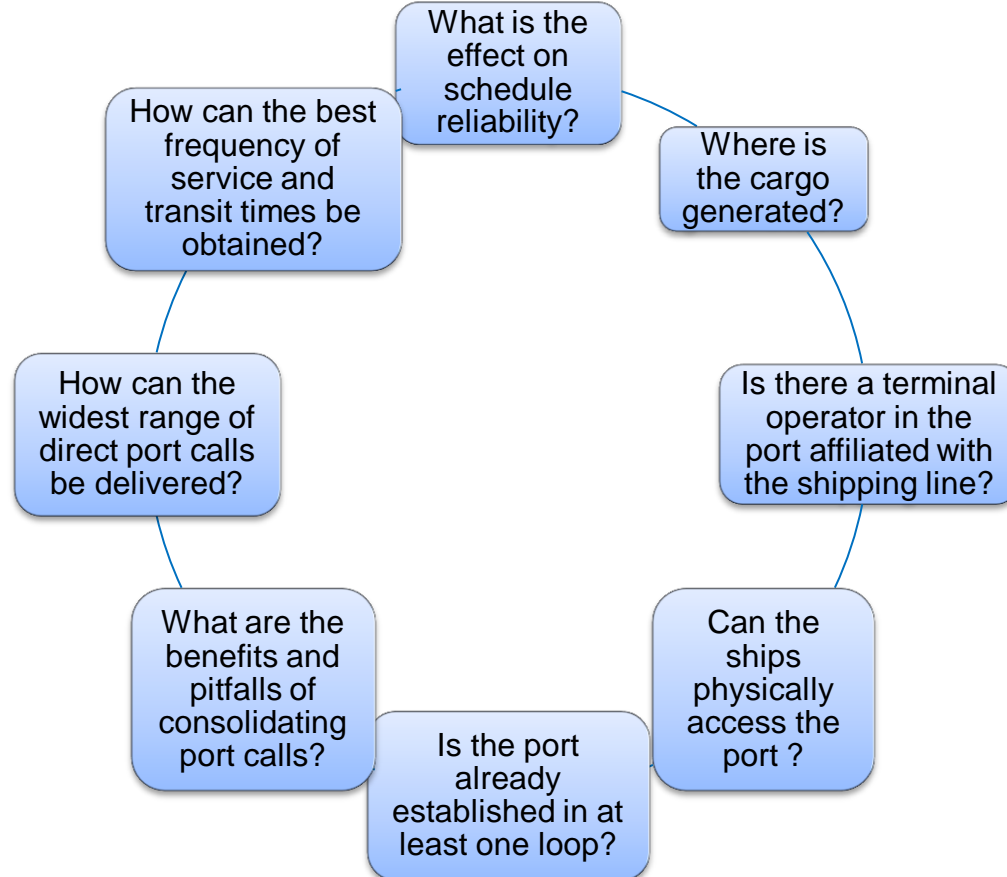 What is the
effect on
schedule
reliability?
Where is
the cargo
generated?
Is there a terminal
operator in the
port affiliated with
the shipping line?
Can the
ships
physically
access the
port ?
Is the port
already
established in at
least one loop?
What are the
benefits and
pitfalls of
consolidating
port calls?
How can the
widest range of
direct port calls
be delivered?
How can the best
frequency of
service and
transit times be
obtained?